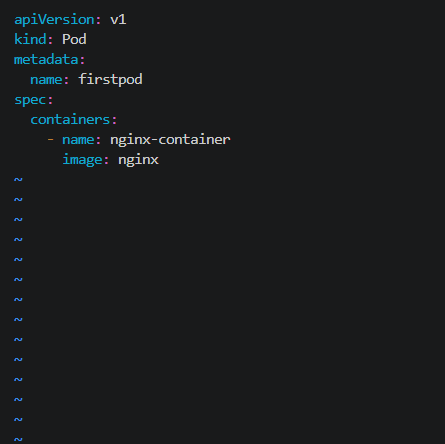 apiVersion: v1
kind: Pod
metadata:
  name: firstpod
spec:
  containers:
    - name: nginx-container
      image: nginx
~
~
~
~
~
~
~
~
~
~
~
~
~
~